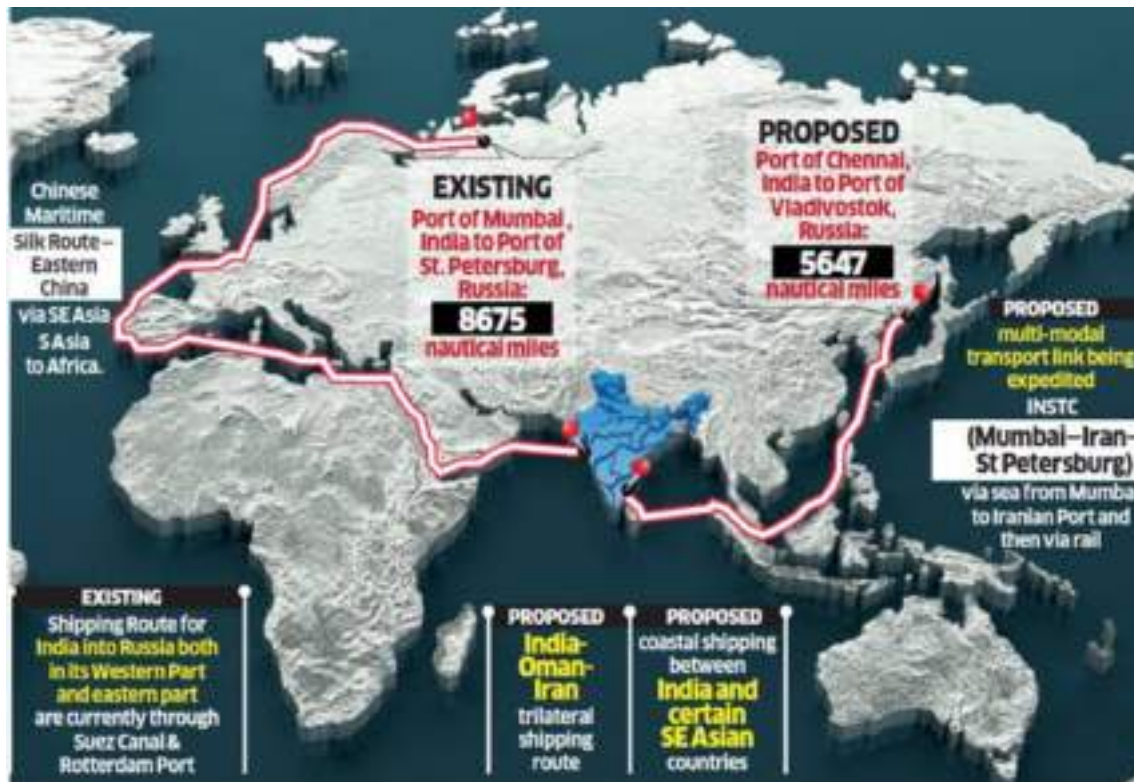 EXISTING
Port of Mumbai,
India to Port of
St. Petersburg,
Russia:
8675
nautical miles
PROPOSED
Port of Chennai,
India to Port of
Vladivostok,
Russia:
5647
nautical miles
Chinese
Maritime
Silk Route –
Eastern
China
via SE Asia
S Asia
to Africa.
PROPOSED
multi-modal
transport link being
expedited
INSTC
(Mumbai–Iran–
St Petersburg)
via sea from Mumba
to Iranian Port and
then via rail
EXISTING
Shipping Route for
India into Russia both
in its Western Part
and eastern part
are currently through
Suez Canal &
Rotterdam Port
PROPOSED
India-
Oman-
Iran
trilateral
shipping
route
PROPOSED
coastal shipping
between
India and
certain
SE Asian
countries